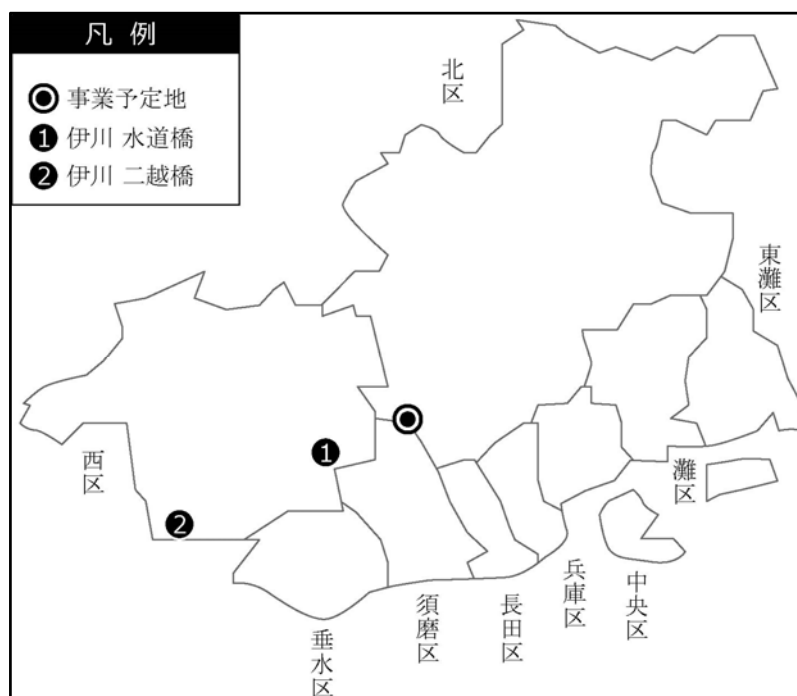 凡 例
事業予定地
❶ 伊川 水道橋
❷ 伊川 二越橋
北区
東灘区
1
西区
2
灘区
中央区
兵庫区
長田区
須磨区
垂水区